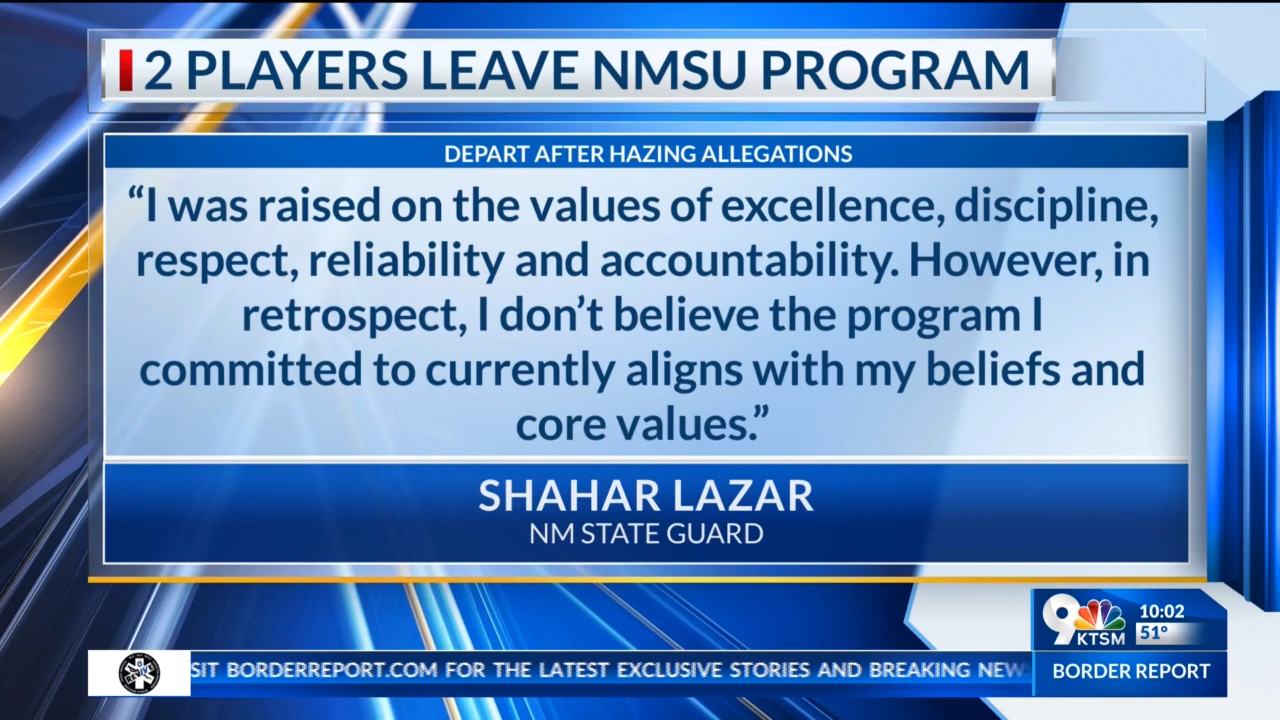 2 PLAYERS LEAVE NMSU PROGRAM
DEPART AFTER HAZING ALLEGATIONS
“I was raised on the values of excellence, discipline,
respect, reliability and accountability. However, in
retrospect, I don’t believe the program I
committed to currently aligns with my beliefs and
core values.”
SHAHAR LAZAR
NM STATE GUARD
9
KTSM
10:02
51°
BORDER REPORT
SIT BORDERREPORT.COM FOR THE LATEST EXCLUSIVE STORIES AND BREAKING NEW